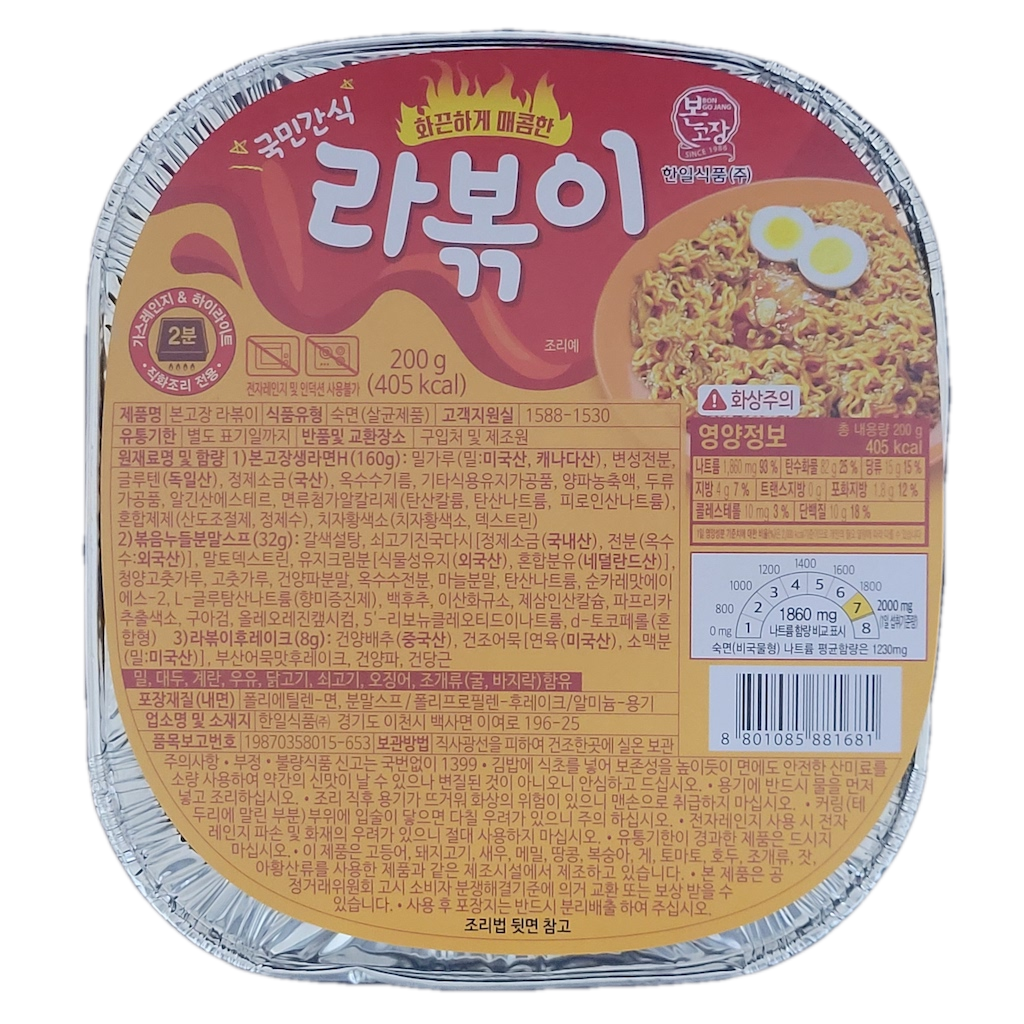 국민간식
화끈하게 매콤한
라볶이
본고장
BON
GO JANG
SINCE 1988
한일식품(주)
조리예
가스레인지 & 하이라이트
2분
• 직화조리 전용 •
전자레인지 및 인덕션 사용불가
200 g
(405 kcal)
화상주의
제품명 본고장 라볶이 식품유형 숙면(살균제품) 고객지원실 1588-1530
유통기한 별도 표기일까지 반품및 교환장소 구입처 및 제조원
원재료명 및 함량 1)본고장생라면H(160g): 밀가루(밀:미국산, 캐나다산), 변성전분,
글루텐(독일산), 정제소금(국산), 옥수수기름, 기타식용유지가공품, 양파농축액, 두류
가공품, 알긴산에스테르, 면류첨가알칼리제(탄산칼륨, 탄산나트륨, 피로인산나트륨),
혼합제제(산도조절제, 정제수), 치자황색소(치자황색소, 덱스트린)
2)볶음누들분말스프(32g): 갈색설탕, 쇠고기진국다시[정제소금(국내산), 전분(옥수
수:외국산)], 말토덱스트린, 유지크림분[식물성유지(외국산), 혼합분유(네덜란드산)],
청양고춧가루, 고춧가루, 건양파분말, 옥수수전분, 마늘분말, 탄산나트륨, 순카레맛에이
에스-2, L-글루탐산나트륨(향미증진제), 백후추, 이산화규소, 제삼인산칼슘, 파프리카
추출색소, 구아검, 올레오레진캪시컴, 5'-리보뉴클레오티드이나트륨, d-토코페롤(혼
합형) 3)라볶이후레이크(8g): 건양배추(중국산), 건조어묵[연육(미국산), 소맥분
(밀:미국산)], 부산어묵맛후레이크, 건양파, 건당근
밀, 대두, 계란, 우유, 닭고기, 쇠고기, 오징어, 조개류(굴, 바지락)함유
포장재질(내면) 폴리에틸렌-면, 분말스프/폴리프로필렌-후레이크/알미늄-용기
업소명 및 소재지 한일식품㈜ 경기도 이천시 백사면 이여로 196-25
품목보고번호 19870358015-653 보관방법 직사광선을 피하여 건조한곳에 실온 보관
영양정보
총 내용량 200 g
405 kcal
나트륨 1,860 mg 93 % 탄수화물 82 g 25 % 당류 15 g 15 %
지방 4 g 7 % 트랜스지방 0 g 포화지방 1.8 g 12 %
콜레스테롤 10 mg 3 % 단백질 10 g 18 %
0 mg 800 1000 1200 1400 1600 1800 2000 mg
1 2 3 4 5 6 7 8
1860 mg
나트륨 함량 비교 표시
숙면(비국물형) 나트륨 평균함량은 1230mg
8 801085 881681
주의사항 • 부정 • 불량식품 신고는 국번없이 1399 • 김밥에 식초를 넣어 보존성을 높이듯이 면에도 안전한 산미료를
소량 사용하여 약간의 신맛이 날 수 있으나 변질된 것이 아니오니 안심하고 드십시오. • 용기에 반드시 물을 먼저
넣고 조리하십시오. • 조리 직후 용기가 뜨거워 화상의 위험이 있으니 맨손으로 취급하지 마십시오. • 커링(테
두리에 말린 부분)부위에 입술이 닿으면 다칠 우려가 있으니 주의 하십시오. • 전자레인지 사용 시 전자
레인지 파손 및 화재의 우려가 있으니 절대 사용하지 마십시오. • 유통기한이 경과한 제품은 드시지
마십시오. • 이 제품은 고등어, 돼지고기, 새우, 메밀, 땅콩, 복숭아, 게, 토마토, 호두, 조개류, 잣,
아황산류를 사용한 제품과 같은 제조시설에서 제조하고 있습니다. • 본 제품은 공
정거래위원회 고시 소비자 분쟁해결기준에 의거 교환 또는 보상 받을 수
있습니다. • 사용 후 포장지는 반드시 분리배출 하여 주십시오.
조리법 뒷면 참고